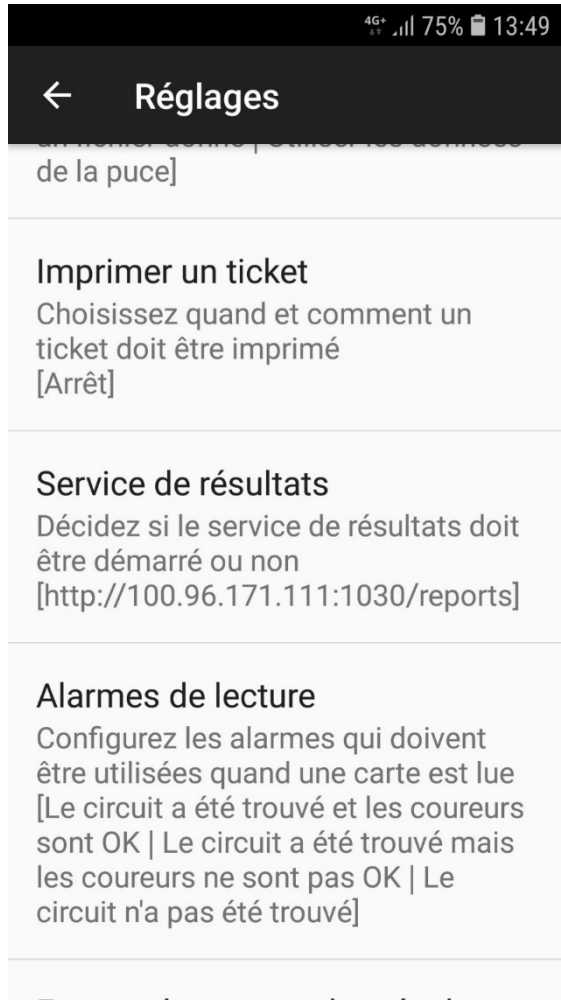 4G+ 75% 13:49
Réglages
de la puce]
Imprimer un ticket
Choisissez quand et comment un
ticket doit être imprimé
[Arrêt]
Service de résultats
Décidez si le service de résultats doit
être démarré ou non
[http://100.96.171.111:1030/reports]
Alarmes de lecture
Configurez les alarmes qui doivent
être utilisées quand une carte est lue
[Le circuit a été trouvé et les coureurs
sont OK | Le circuit a été trouvé mais
les coureurs ne sont pas OK | Le
circuit n'a pas été trouvé]